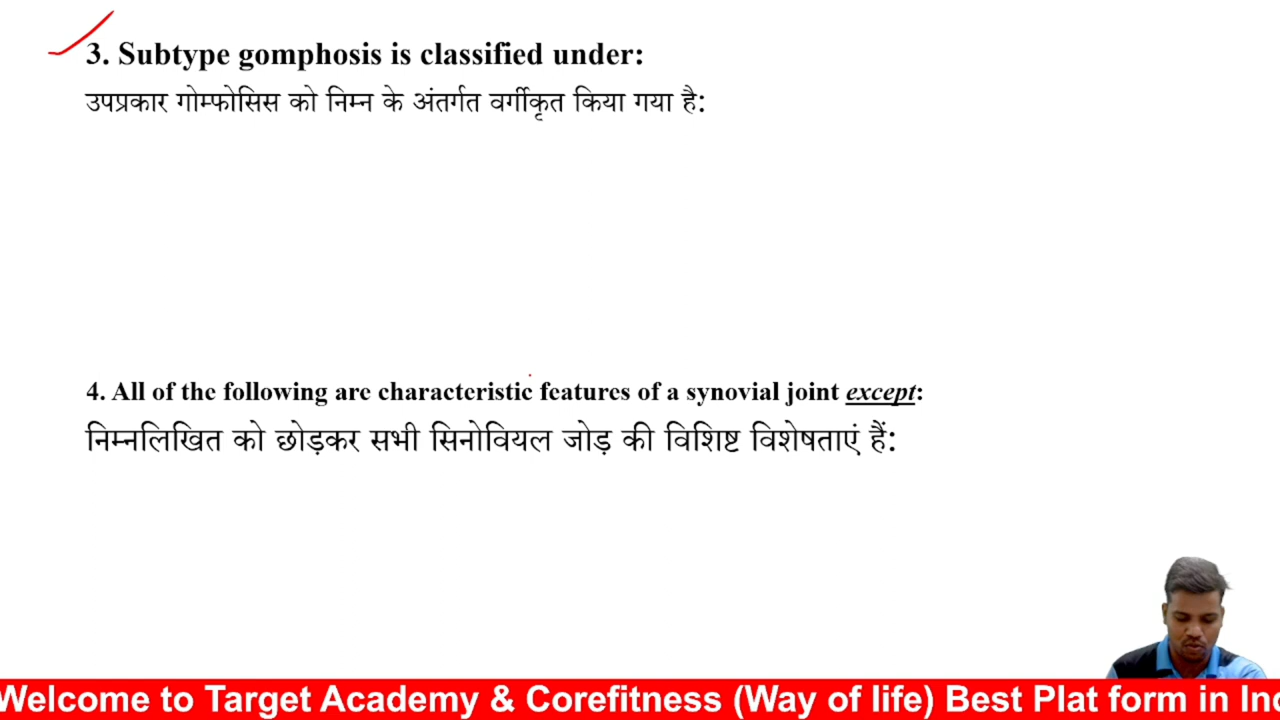 3. Subtype gomphosis is classified under:
उपप्रकार गोम्फोसिस को निम्न के अंतर्गत वर्गीकृत किया गया है:
4. All of the following are characteristic features of a synovial joint except:
निम्नलिखित को छोड़कर सभी सिनोवियल जोड़ की विशिष्ट विशेषताएं हैं:
Welcome to Target Academy & Corefitness (Way of life) Best Plat form in